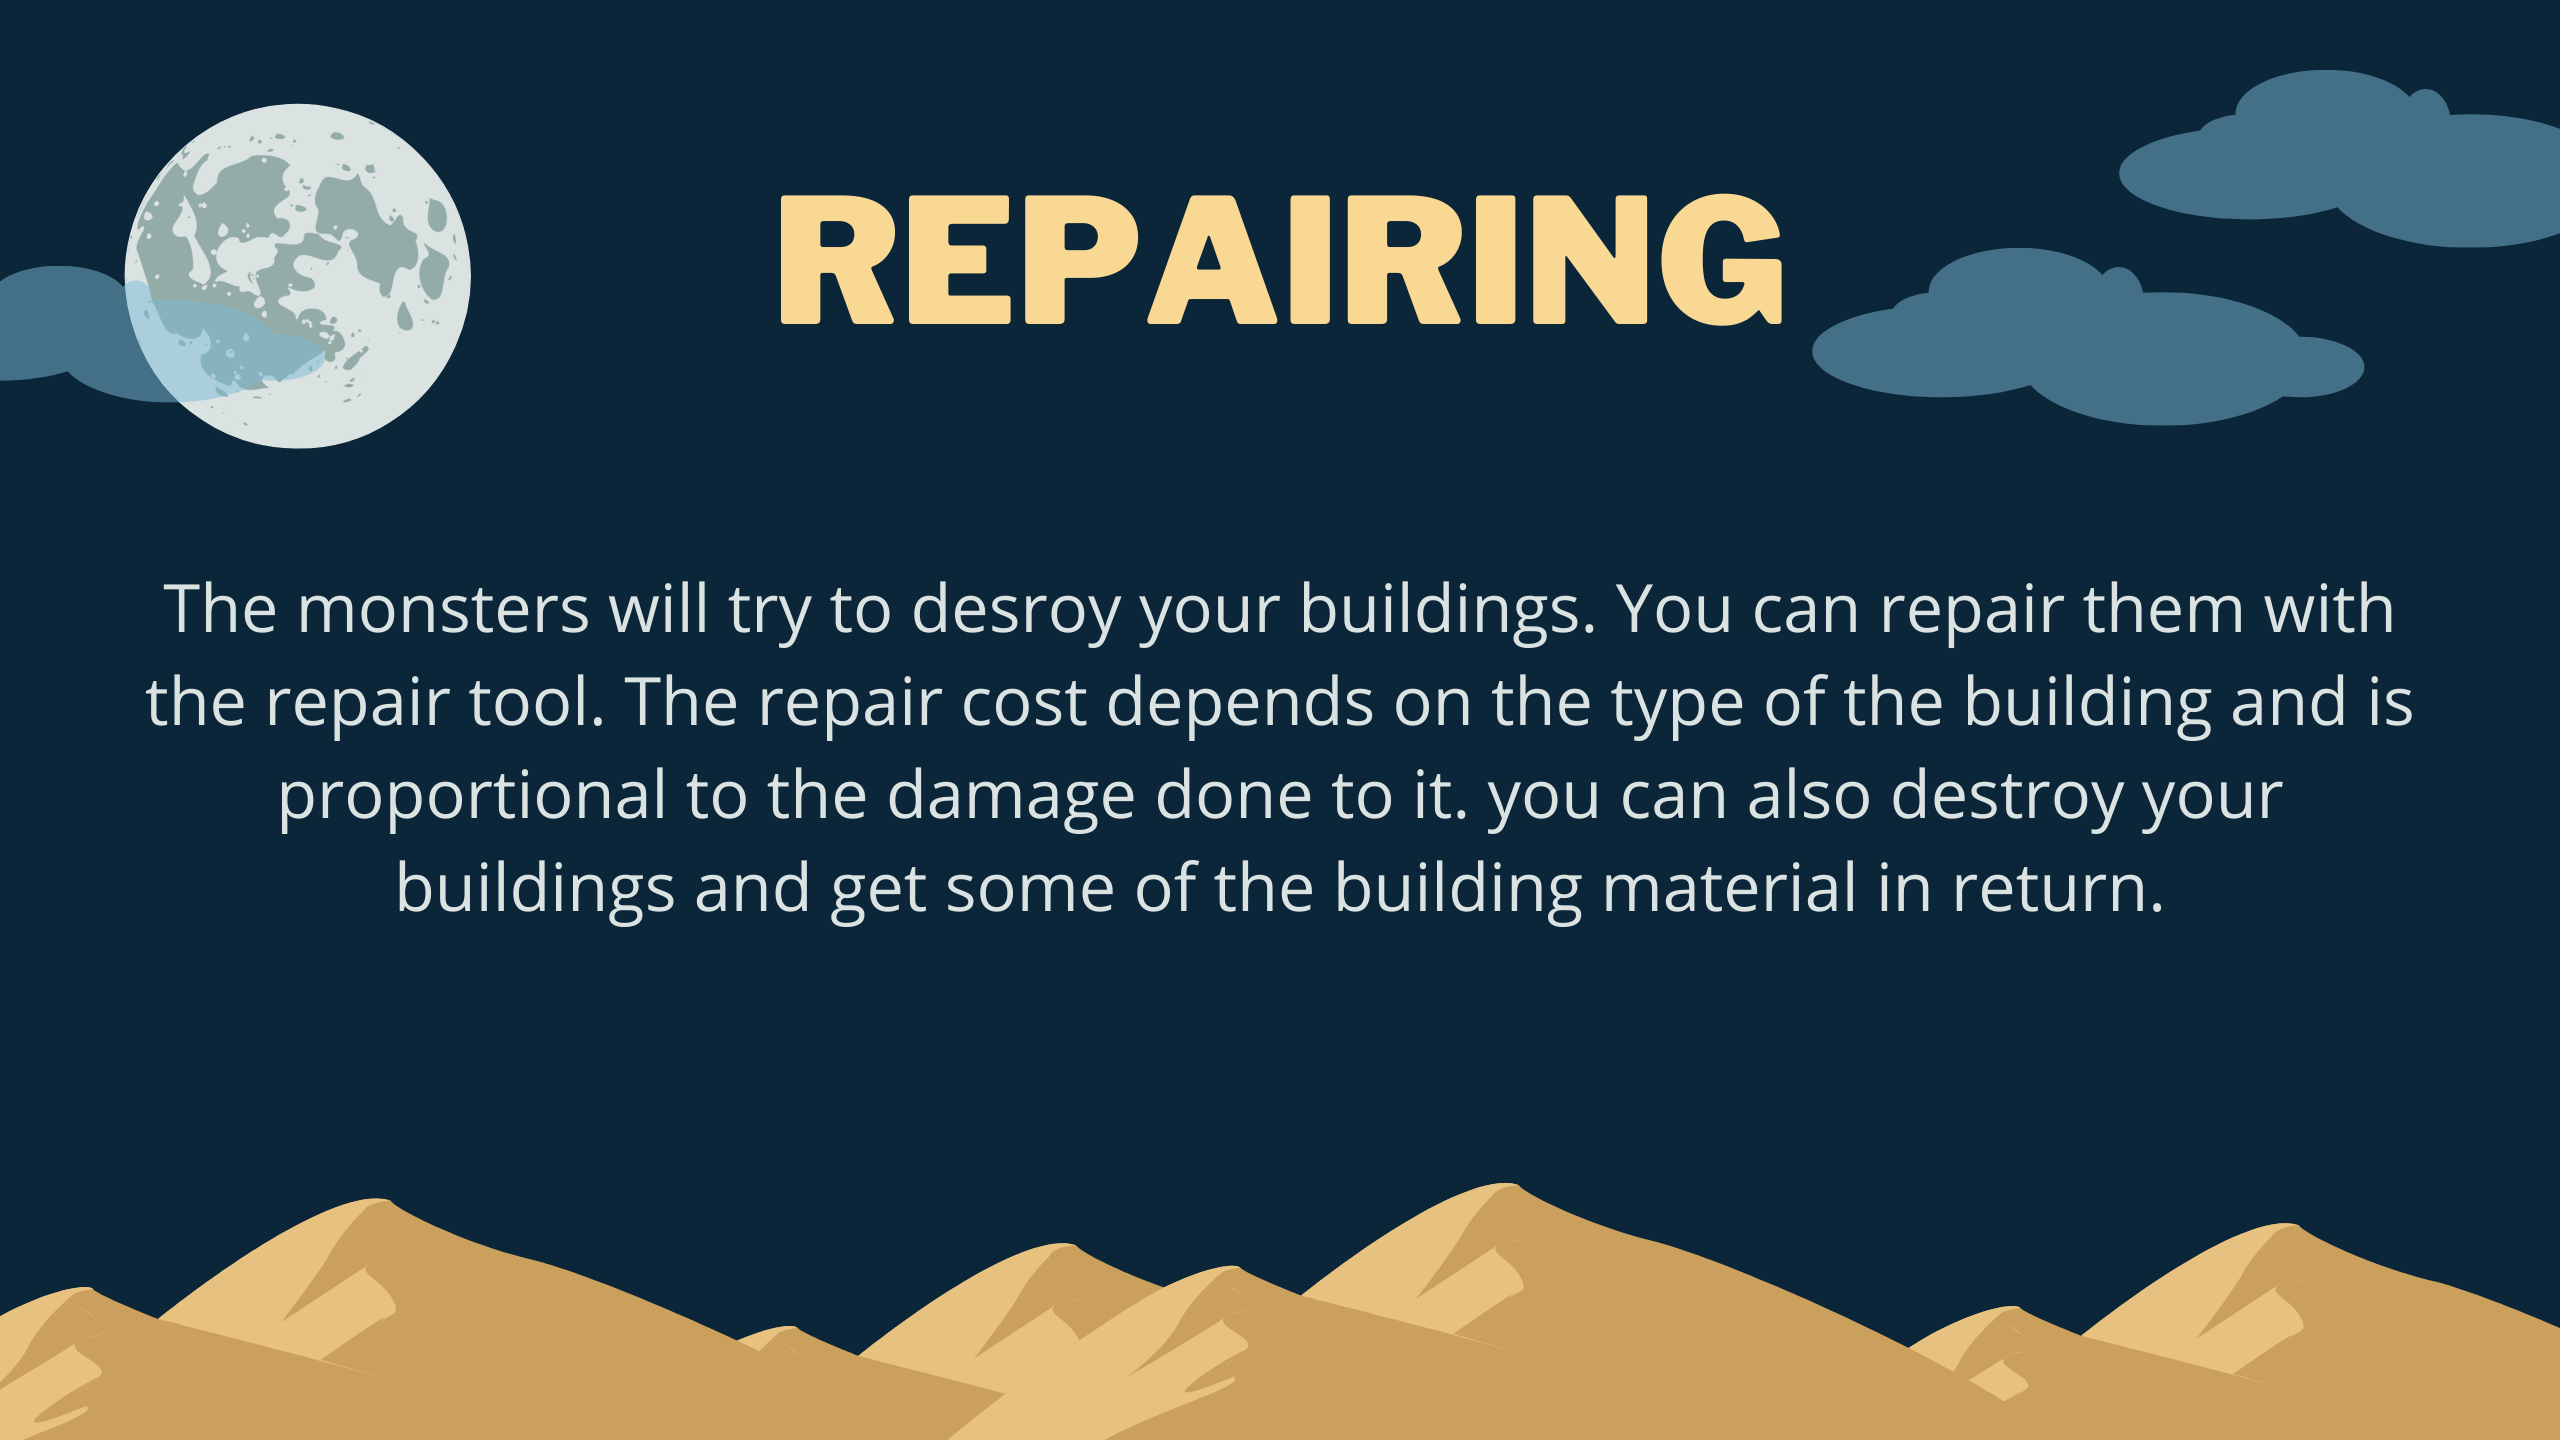 REPAIRING
The monsters will try to desroy your buildings. You can repair them with
the repair tool. The repair cost depends on the type of the building and is
proportional to the damage done to it. you can also destroy your
buildings and get some of the building material in return.